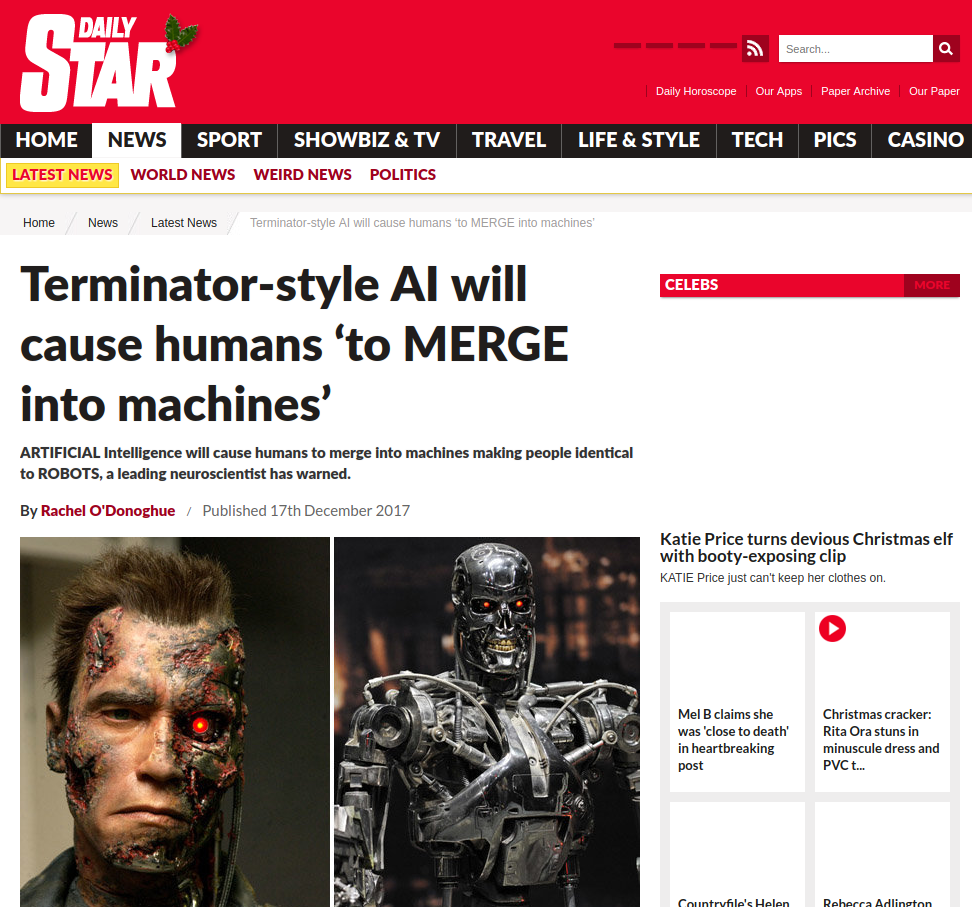 DAILY
STAR
Search...
Daily Horoscope
Our Apps
Paper Archive
Our Paper
HOME
NEWS
SPORT
SHOWBIZ & TV
TRAVEL
LIFE & STYLE
TECH
PICS
CASINO
LATEST NEWS
WORLD NEWS
WEIRD NEWS
POLITICS
Home
News
Latest News
Terminator-style AI will cause humans ‘to MERGE into machines’
Terminator-style AI will
cause humans ‘to MERGE
into machines’
ARTIFICIAL Intelligence will cause humans to merge into machines making people identical
to ROBOTS, a leading neuroscientist has warned.
By Rachel O'Donoghue / Published 17th December 2017
CELEBS
MORE
Katie Price turns devious Christmas elf
with booty-exposing clip
KATIE Price just can't keep her clothes on.
Mel B claims she
was 'close to death'
in heartbreaking
post
Christmas cracker:
Rita Ora stuns in
minuscule dress and
PVC t...
Countryfile's Helen
Rebecca Adlington